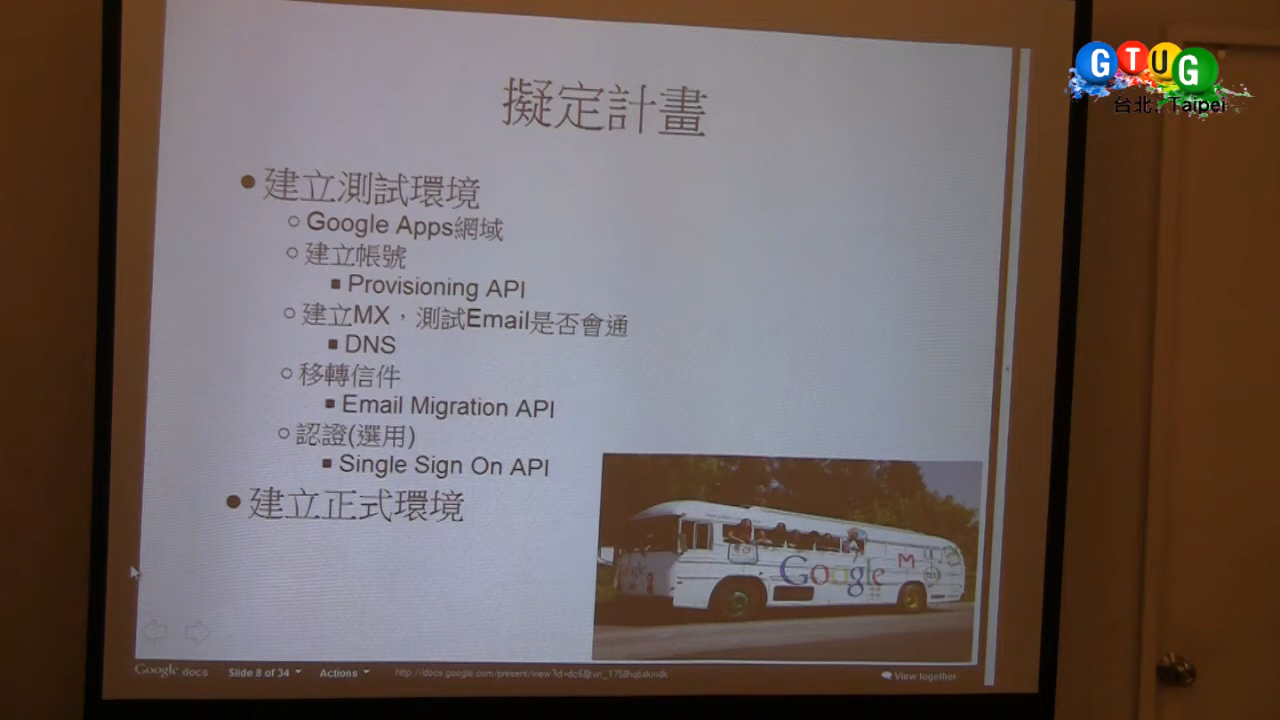 GTUG
台北, Taipei
擬定計畫
建立測試環境
Google Apps網域
建立帳號
Provisioning API
建立MX，測試Email是否會通
DNS
移轉信件
Email Migration API
認證(選用)
Single Sign On API
建立正式環境
Google
M
Google docs
Slide 8 of 34
Actions
View together